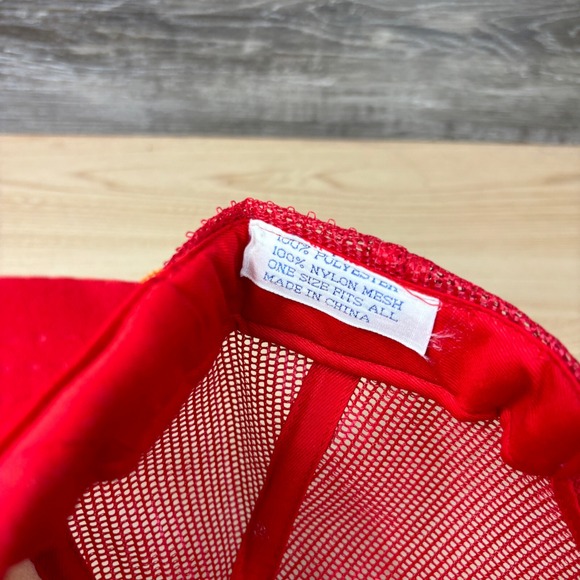 100% POLYESTER
100% NYLON MESH
ONE SIZE FITS ALL
MADE IN CHINA